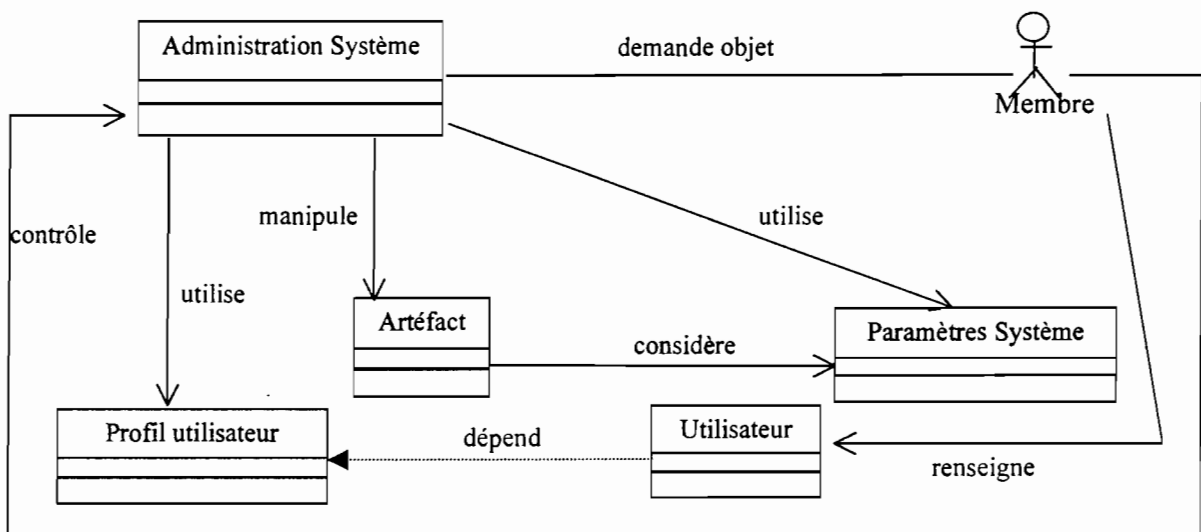 Administration Système
demande objet
Membre
contrôle
manipule
utilise
utilise
Artéfact
considère
Paramètres Système
Profil utilisateur
dépend
Utilisateur
renseigne